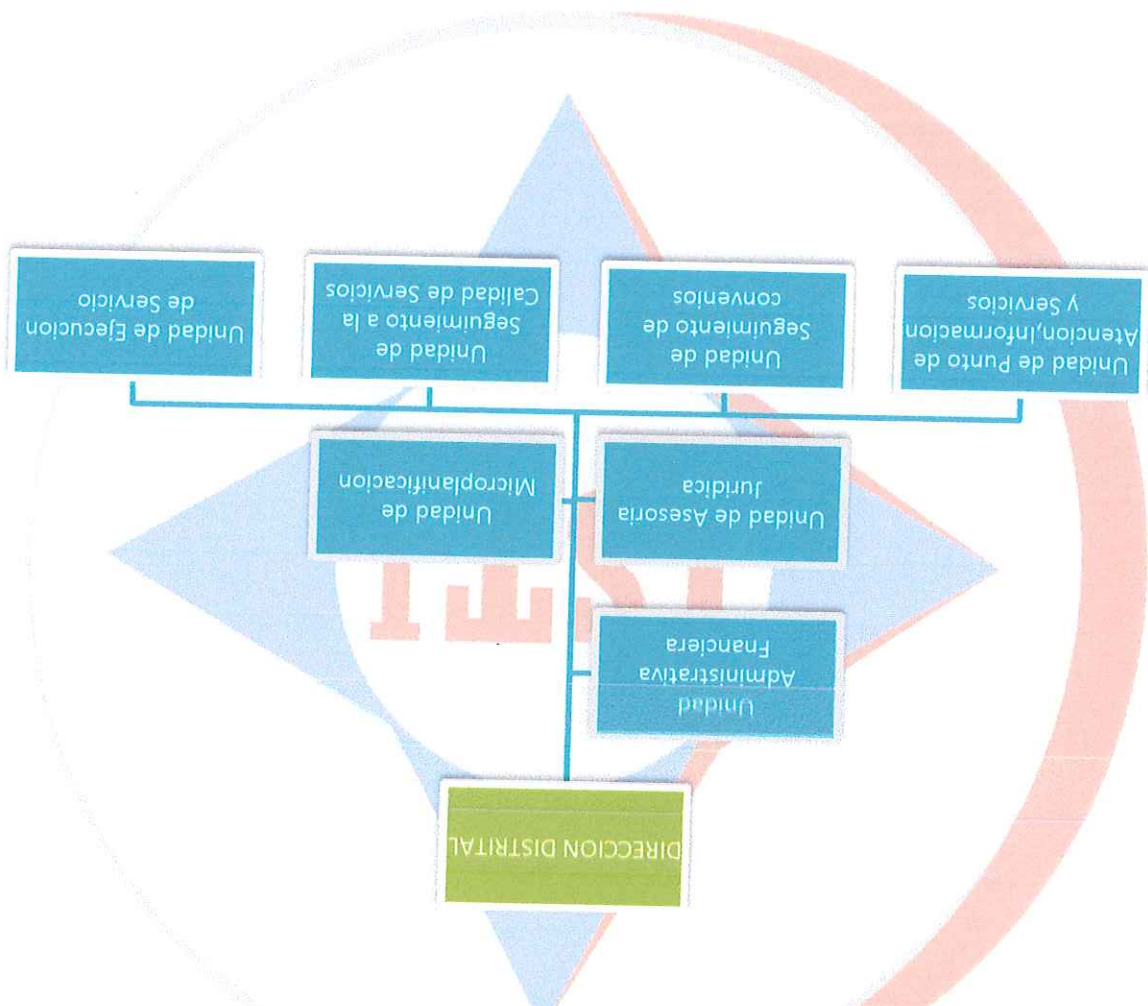 DIRECCION DISTRITAL
Unidad
Administrativa
Fnanciera
Unidad de Asesoria
Juridica
Unidad de
Microplanificacion
Unidad de Punto de
Atencion,Informacion
y Servicios
Unidad de
Seguimiento de
convenios
Unidad de
Seguimiento a la
Calidad de Servicios
Unidad de Ejecucion
de Servicio